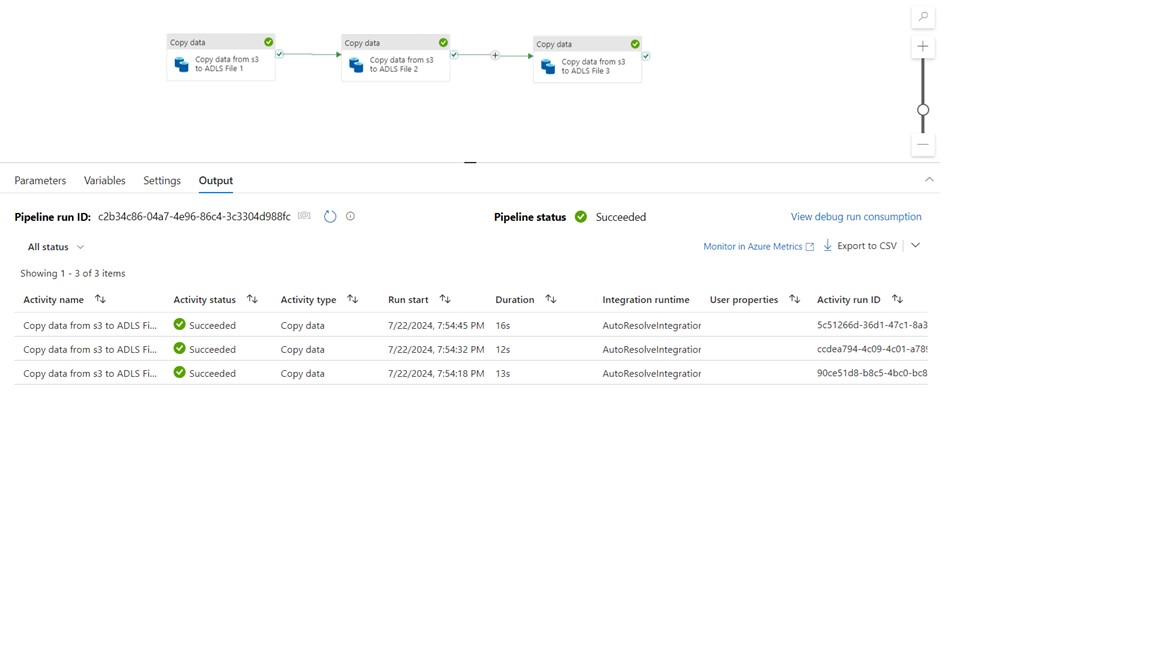 Copy data
Copy data from s3
to ADLS File 1
Copy data
Copy data from s3
to ADLS File 2
Copy data
Copy data from s3
to ADLS File 3
Parameters Variables Settings Output
Pipeline run ID: c2b34c86-04a7-4e96-86c4-3c3304d988fc Pipeline status Succeeded View debug run consumption
All status Monitor in Azure Metrics Export to CSV
Showing 1 - 3 of 3 items
Activity name Activity status Activity type Run start Duration Integration runtime User properties Activity run ID
Copy data from s3 to ADLS Fi... Succeeded Copy data 7/22/2024, 7:54:45 PM 16s AutoResolveIntegration 5c51266d-36d1-47c1-8a3
Copy data from s3 to ADLS Fi... Succeeded Copy data 7/22/2024, 7:54:32 PM 12s AutoResolveIntegration ccdea794-4c09-4c01-a789
Copy data from s3 to ADLS Fi... Succeeded Copy data 7/22/2024, 7:54:18 PM 13s AutoResolveIntegration 90ce51d8-b8c5-4bc0-bc8